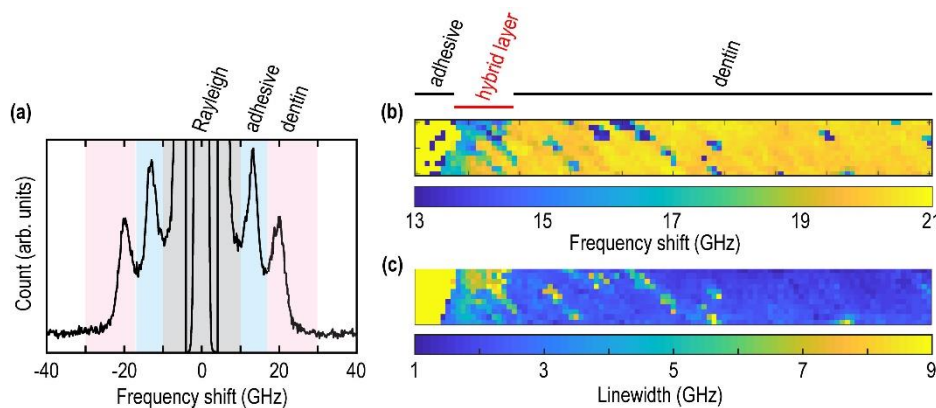 (a)
Rayleigh
adhesive
dentin
Count (arb. units)
-40 -20 0 20 40
Frequency shift (GHz)
adhesive
hybrid layer
dentin
(b)
13 15 17 19 21
Frequency shift (GHz)
(c)
1 3 5 7 9
Linewidth (GHz)